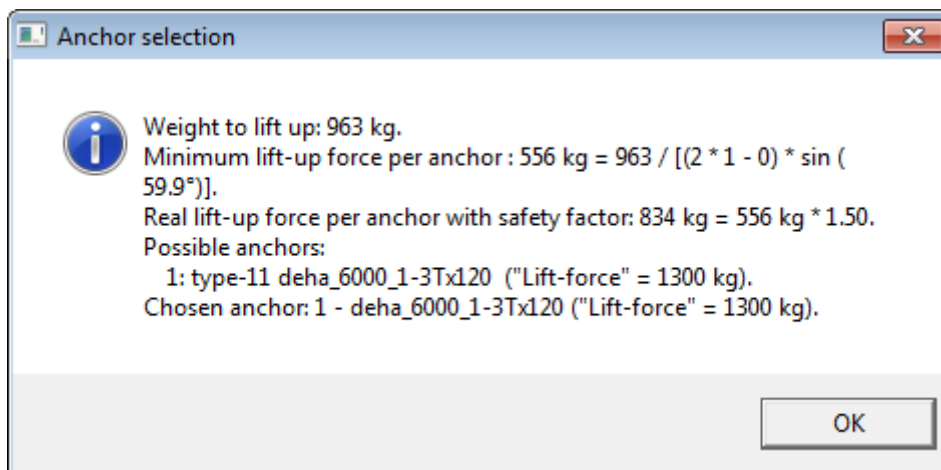 Anchor selection
Weight to lift up: 963 kg.
Minimum lift-up force per anchor : 556 kg = 963 / [(2 * 1 - 0) * sin (
59.9°)].
Real lift-up force per anchor with safety factor: 834 kg = 556 kg * 1.50.
Possible anchors:
1: type-11 deha_6000_1-3Tx120 ("Lift-force" = 1300 kg).
Chosen anchor: 1 - deha_6000_1-3Tx120 ("Lift-force" = 1300 kg).
OK